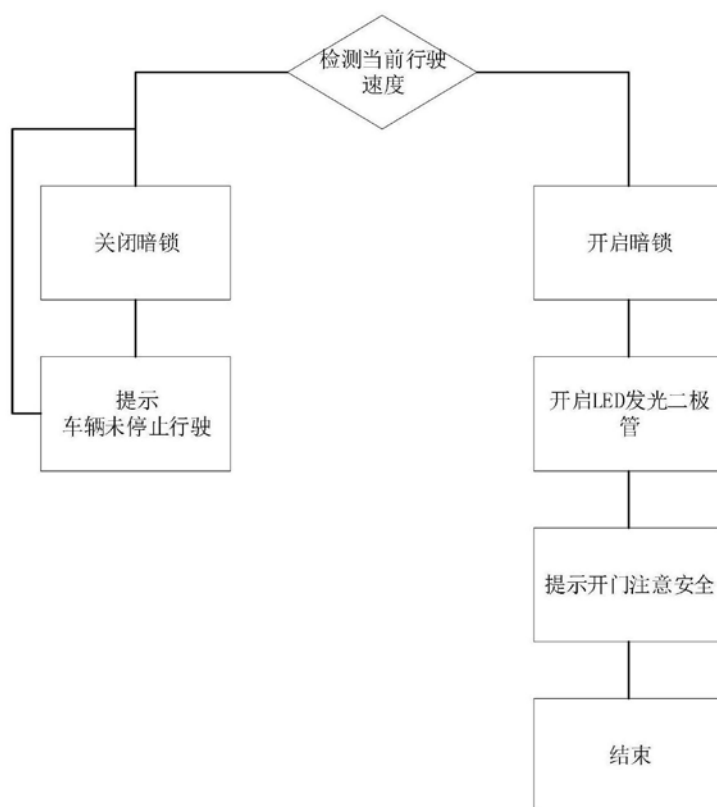 检测当前行驶
速度
关闭暗锁
开启暗锁
提示
车辆未停止行驶
开启LED发光二极
管
提示开门注意安全
结束